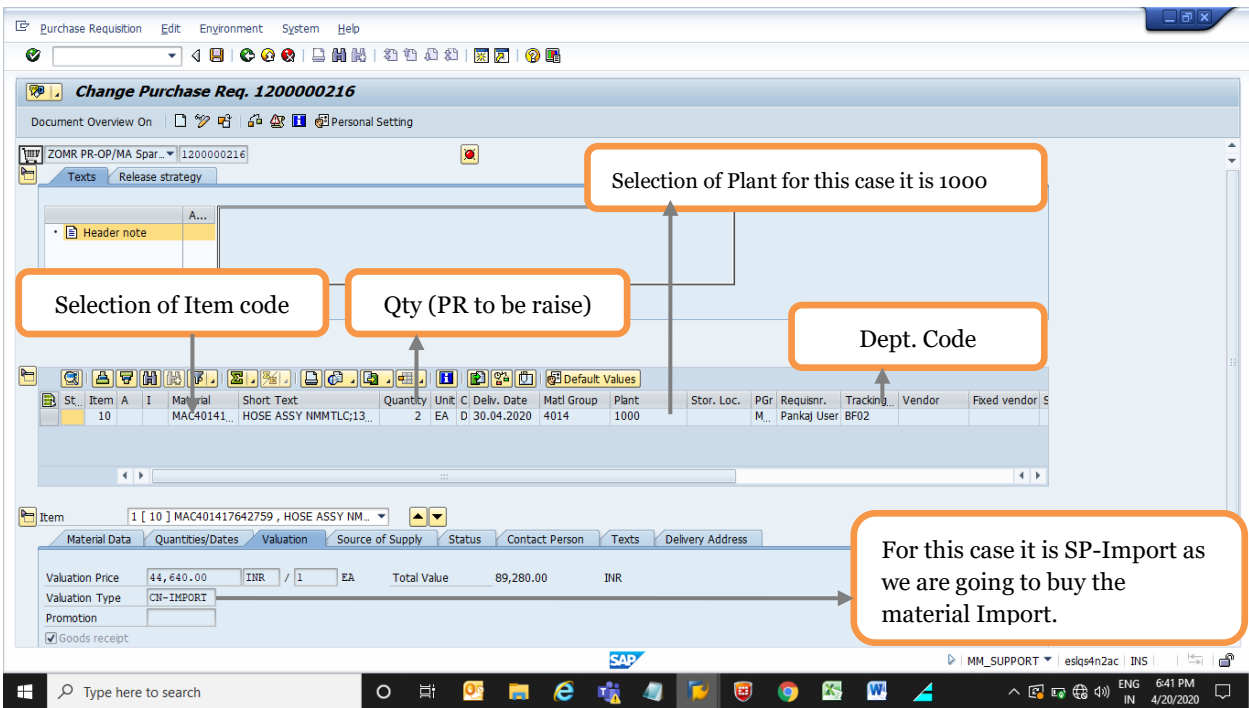 Purchase Requisition Edit Environment System Help
Change Purchase Req. 1200000216
Document Overview On Personal Setting
ZOMR PR-OP/MA Spar... 1200000216
Texts Release strategy
Selection of Plant for this case it is 1000
A...
Header note
Selection of Item code
Qty (PR to be raise)
Dept. Code
Default Values
St... Item A I Material Short Text Quantity Unit C Deliv. Date Matl Group Plant Stor. Loc. PGr Requisnr. Tracking... Vendor Fixed vendor S
10 MAC40141... HOSE ASSY NMMTLC;13... 2 EA D 30.04.2020 4014 1000 M... Pankaj User BF02
Item 1 [ 10 ] MAC401417642759 , HOSE ASSY NM...
Material Data Quantities/Dates Valuation Source of Supply Status Contact Person Texts Delivery Address
For this case it is SP-Import as
we are going to buy the
material Import.
Valuation Price 44,640.00 INR / 1 EA Total Value 89,280.00 INR
Valuation Type CN-IMPORT
Promotion
Goods receipt
SAP
MM_SUPPORT eslqs4n2ac INS
Type here to search
ENG 6:41 PM
IN 4/20/2020